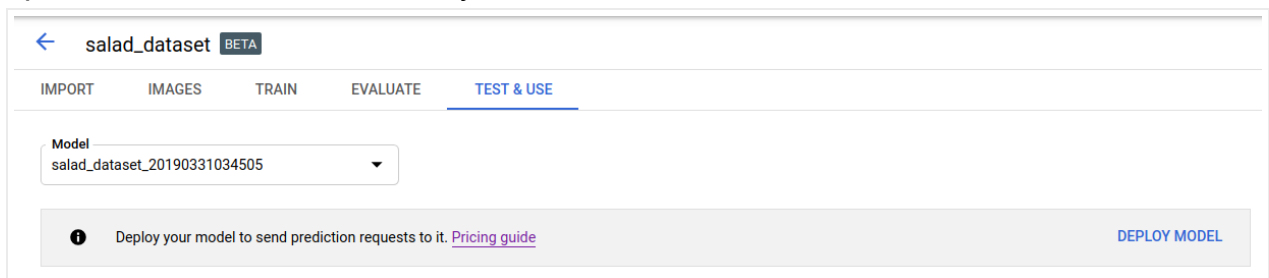 salad_dataset BETA
IMPORT IMAGES TRAIN EVALUATE TEST & USE
Model
salad_dataset_20190331034505
Deploy your model to send prediction requests to it. Pricing guide DEPLOY MODEL